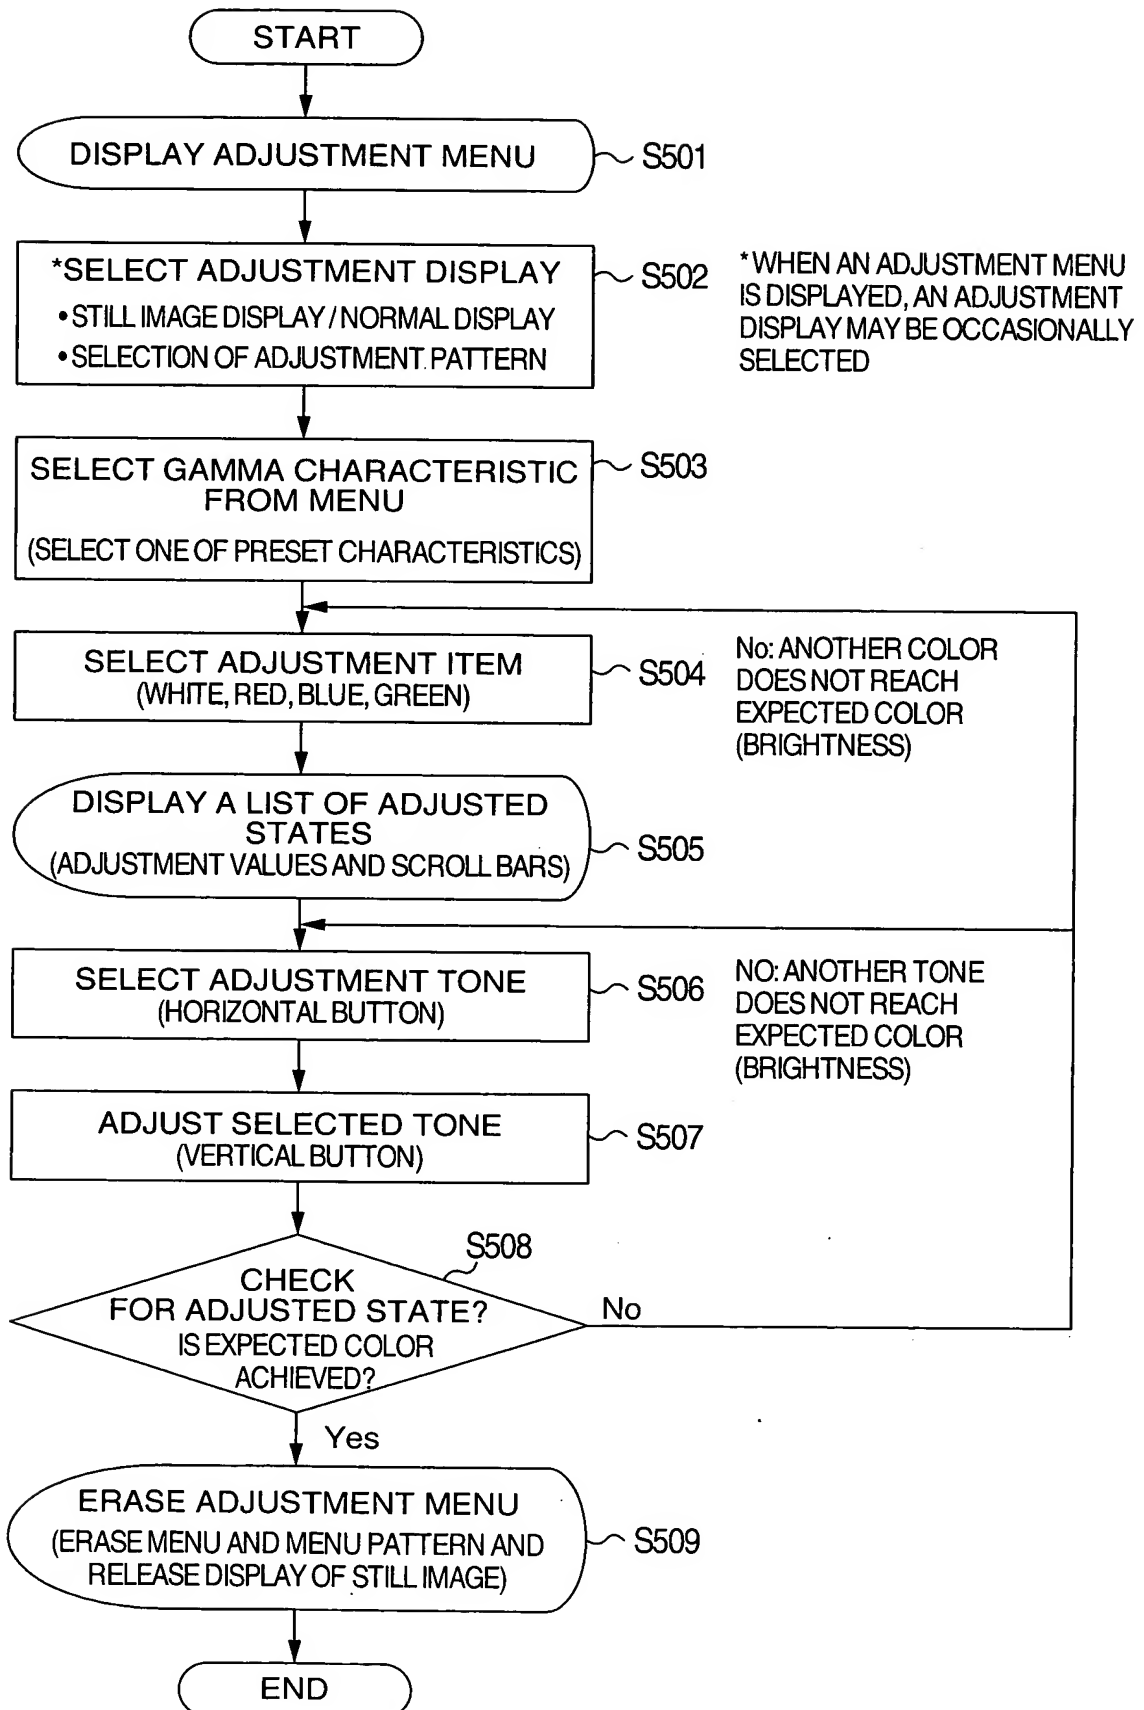 START
DISPLAY ADJUSTMENT MENU
S501
*SELECT ADJUSTMENT DISPLAY
• STILL IMAGE DISPLAY / NORMAL DISPLAY
• SELECTION OF ADJUSTMENT PATTERN
S502
* WHEN AN ADJUSTMENT MENU
IS DISPLAYED, AN ADJUSTMENT
DISPLAY MAY BE OCCASIONALLY
SELECTED
SELECT GAMMA CHARACTERISTIC
FROM MENU
(SELECT ONE OF PRESET CHARACTERISTICS)
S503
SELECT ADJUSTMENT ITEM
(WHITE, RED, BLUE, GREEN)
S504
No: ANOTHER COLOR
DOES NOT REACH
EXPECTED COLOR
(BRIGHTNESS)
DISPLAY A LIST OF ADJUSTED
STATES
(ADJUSTMENT VALUES AND SCROLL BARS)
S505
SELECT ADJUSTMENT TONE
(HORIZONTAL BUTTON)
S506
NO: ANOTHER TONE
DOES NOT REACH
EXPECTED COLOR
(BRIGHTNESS)
ADJUST SELECTED TONE
(VERTICAL BUTTON)
S507
S508
CHECK
FOR ADJUSTED STATE?
IS EXPECTED COLOR
ACHIEVED?
No
Yes
ERASE ADJUSTMENT MENU
(ERASE MENU AND MENU PATTERN AND
RELEASE DISPLAY OF STILL IMAGE)
S509
END